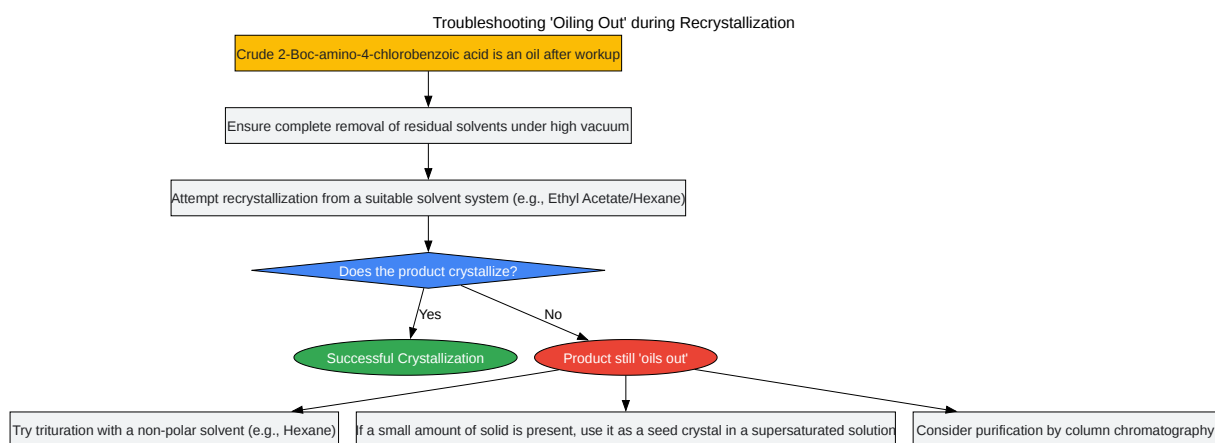 Troubleshooting 'Oiling Out' during Recrystallization
Crude 2-Boc-amino-4-chlorobenzoic acid is an oil after workup
Ensure complete removal of residual solvents under high vacuum
Attempt recrystallization from a suitable solvent system (e.g., Ethyl Acetate/Hexane)
Does the product crystallize?
Yes
No
Successful Crystallization
Product still 'oils out'
Try trituration with a non-polar solvent (e.g., Hexane)
If a small amount of solid is present, use it as a seed crystal in a supersaturated solution
Consider purification by column chromatography